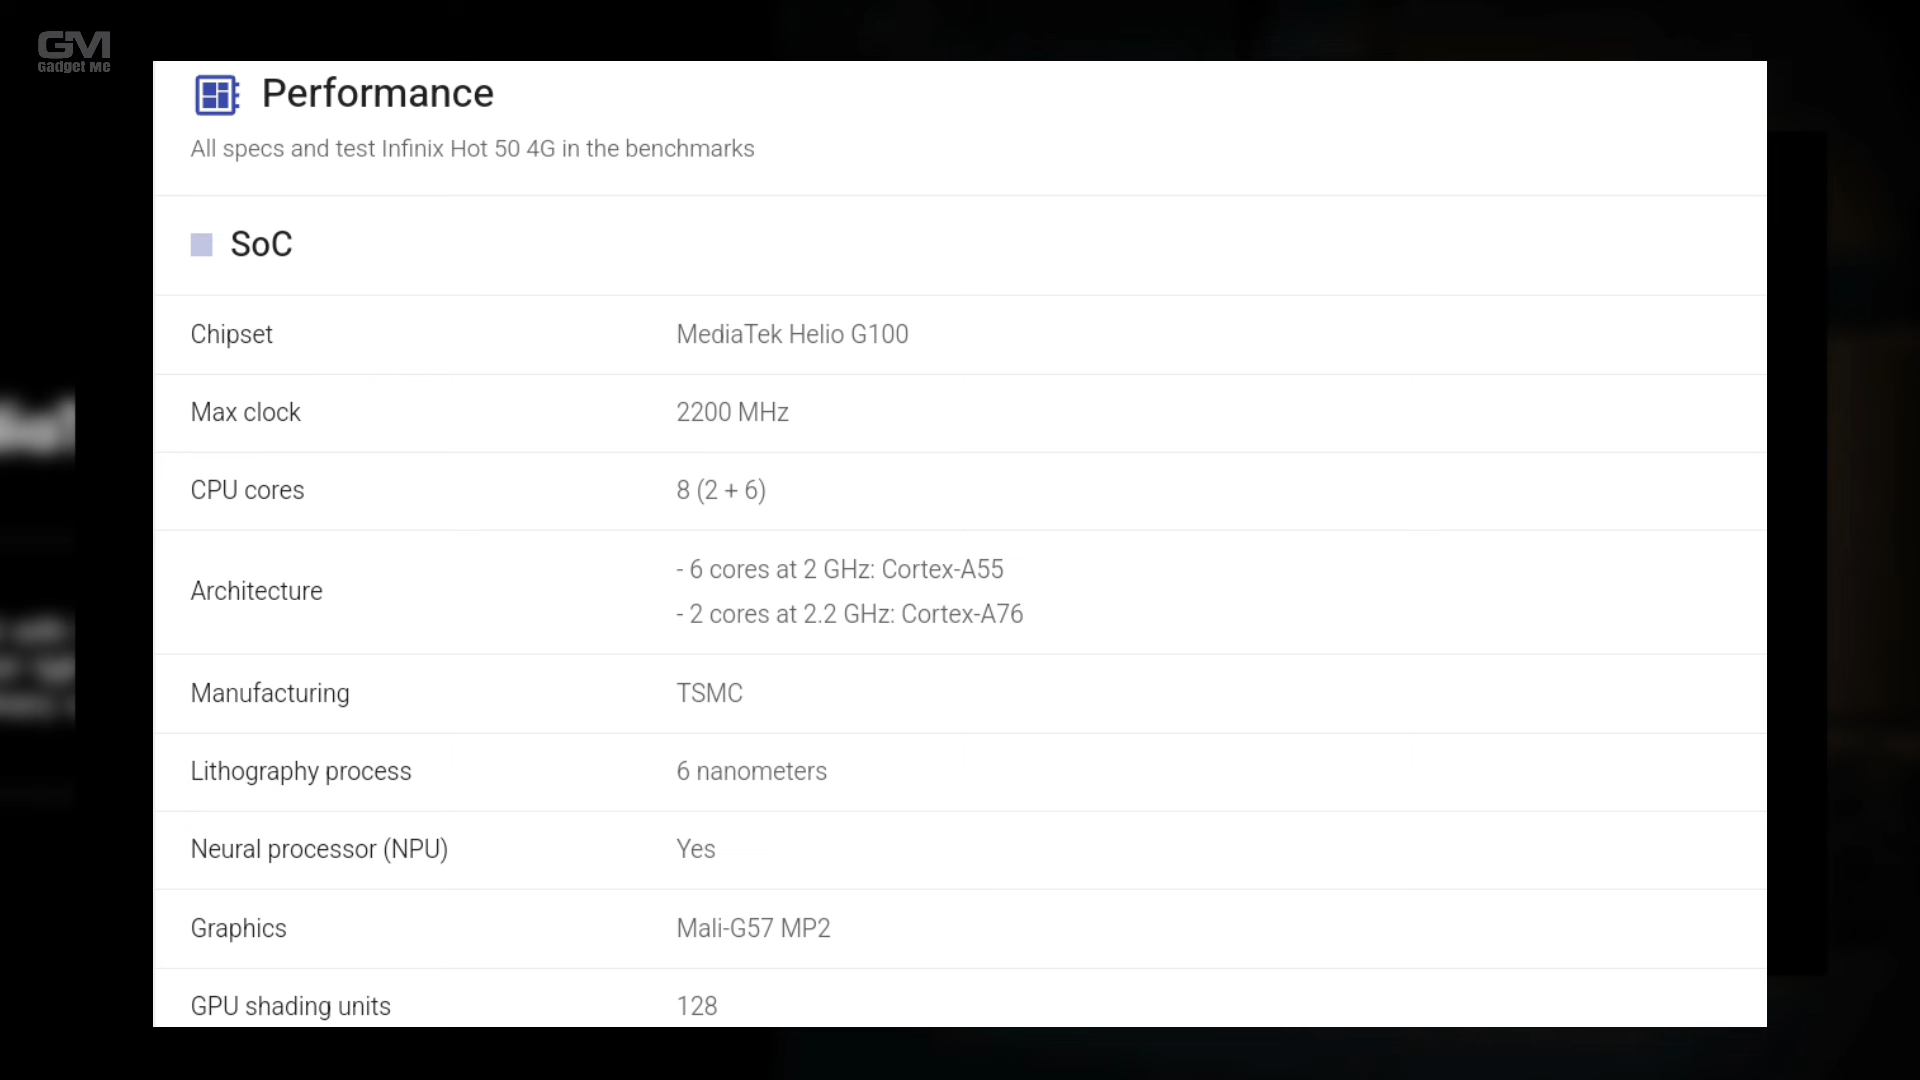 GM
Gadget Me
Performance
All specs and test Infinix Hot 50 4G in the benchmarks
SoC
Chipset MediaTek Helio G100
Max clock 2200 MHz
CPU cores 8 (2 + 6)
Architecture - 6 cores at 2 GHz: Cortex-A55
- 2 cores at 2.2 GHz: Cortex-A76
Manufacturing TSMC
Lithography process 6 nanometers
Neural processor (NPU) Yes
Graphics Mali-G57 MP2
GPU shading units 128